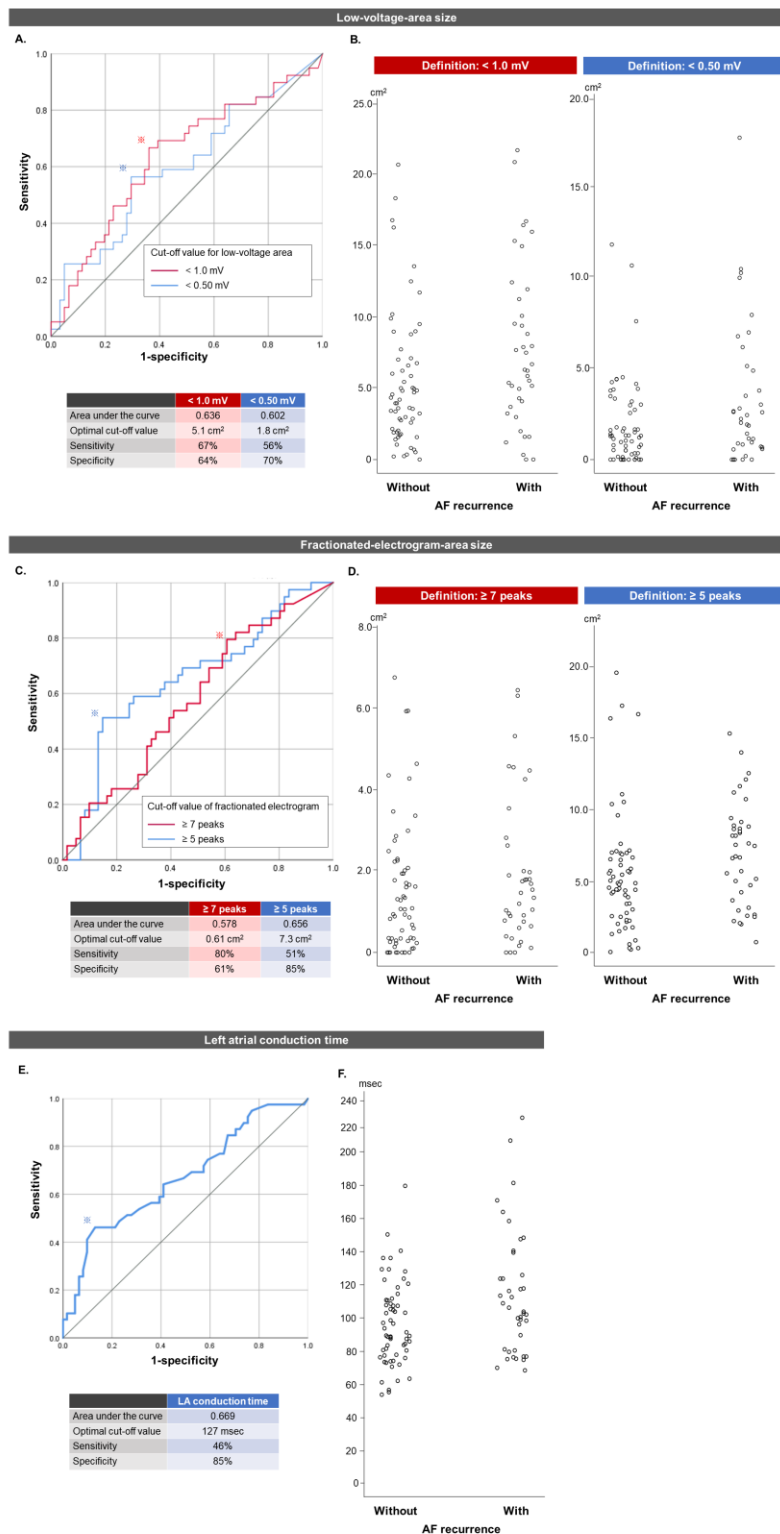 Low-voltage-area size
A.
1.0
0.8
0.6
0.4
0.2
0.0
Sensitivity
※
※
Cut-off value for low-voltage area
< 1.0 mV
< 0.50 mV
0.0 0.2 0.4 0.6 0.8 1.0
1-specificity
< 1.0 mV < 0.50 mV
Area under the curve 0.636 0.602
Optimal cut-off value 5.1 cm² 1.8 cm²
Sensitivity 67% 56%
Specificity 64% 70%
B.
Definition: < 1.0 mV
cm²
25.0
20.0
15.0
10.0
5.0
0
Without With
AF recurrence
Definition: < 0.50 mV
cm²
20.0
15.0
10.0
5.0
0
Without With
AF recurrence
Fractionated-electrogram-area size
C.
1.0
0.8
0.6
0.4
0.2
0.0
Sensitivity
※
※
Cut-off value of fractionated electrogram
≥ 7 peaks
≥ 5 peaks
0.0 0.2 0.4 0.6 0.8 1.0
1-specificity
≥ 7 peaks ≥ 5 peaks
Area under the curve 0.578 0.656
Optimal cut-off value 0.61 cm² 7.3 cm²
Sensitivity 80% 51%
Specificity 61% 85%
D.
Definition: ≥ 7 peaks
cm²
8.0
6.0
4.0
2.0
0
Without With
AF recurrence
Definition: ≥ 5 peaks
cm²
20.0
15.0
10.0
5.0
0
Without With
AF recurrence
Left atrial conduction time
E.
1.0
0.8
0.6
0.4
0.2
0.0
Sensitivity
※
0.0 0.2 0.4 0.6 0.8 1.0
1-specificity
LA conduction time
Area under the curve 0.669
Optimal cut-off value 127 msec
Sensitivity 46%
Specificity 85%
F.
msec
240
220
200
160
140
120
100
80
60
20
0
Without With
AF recurrence